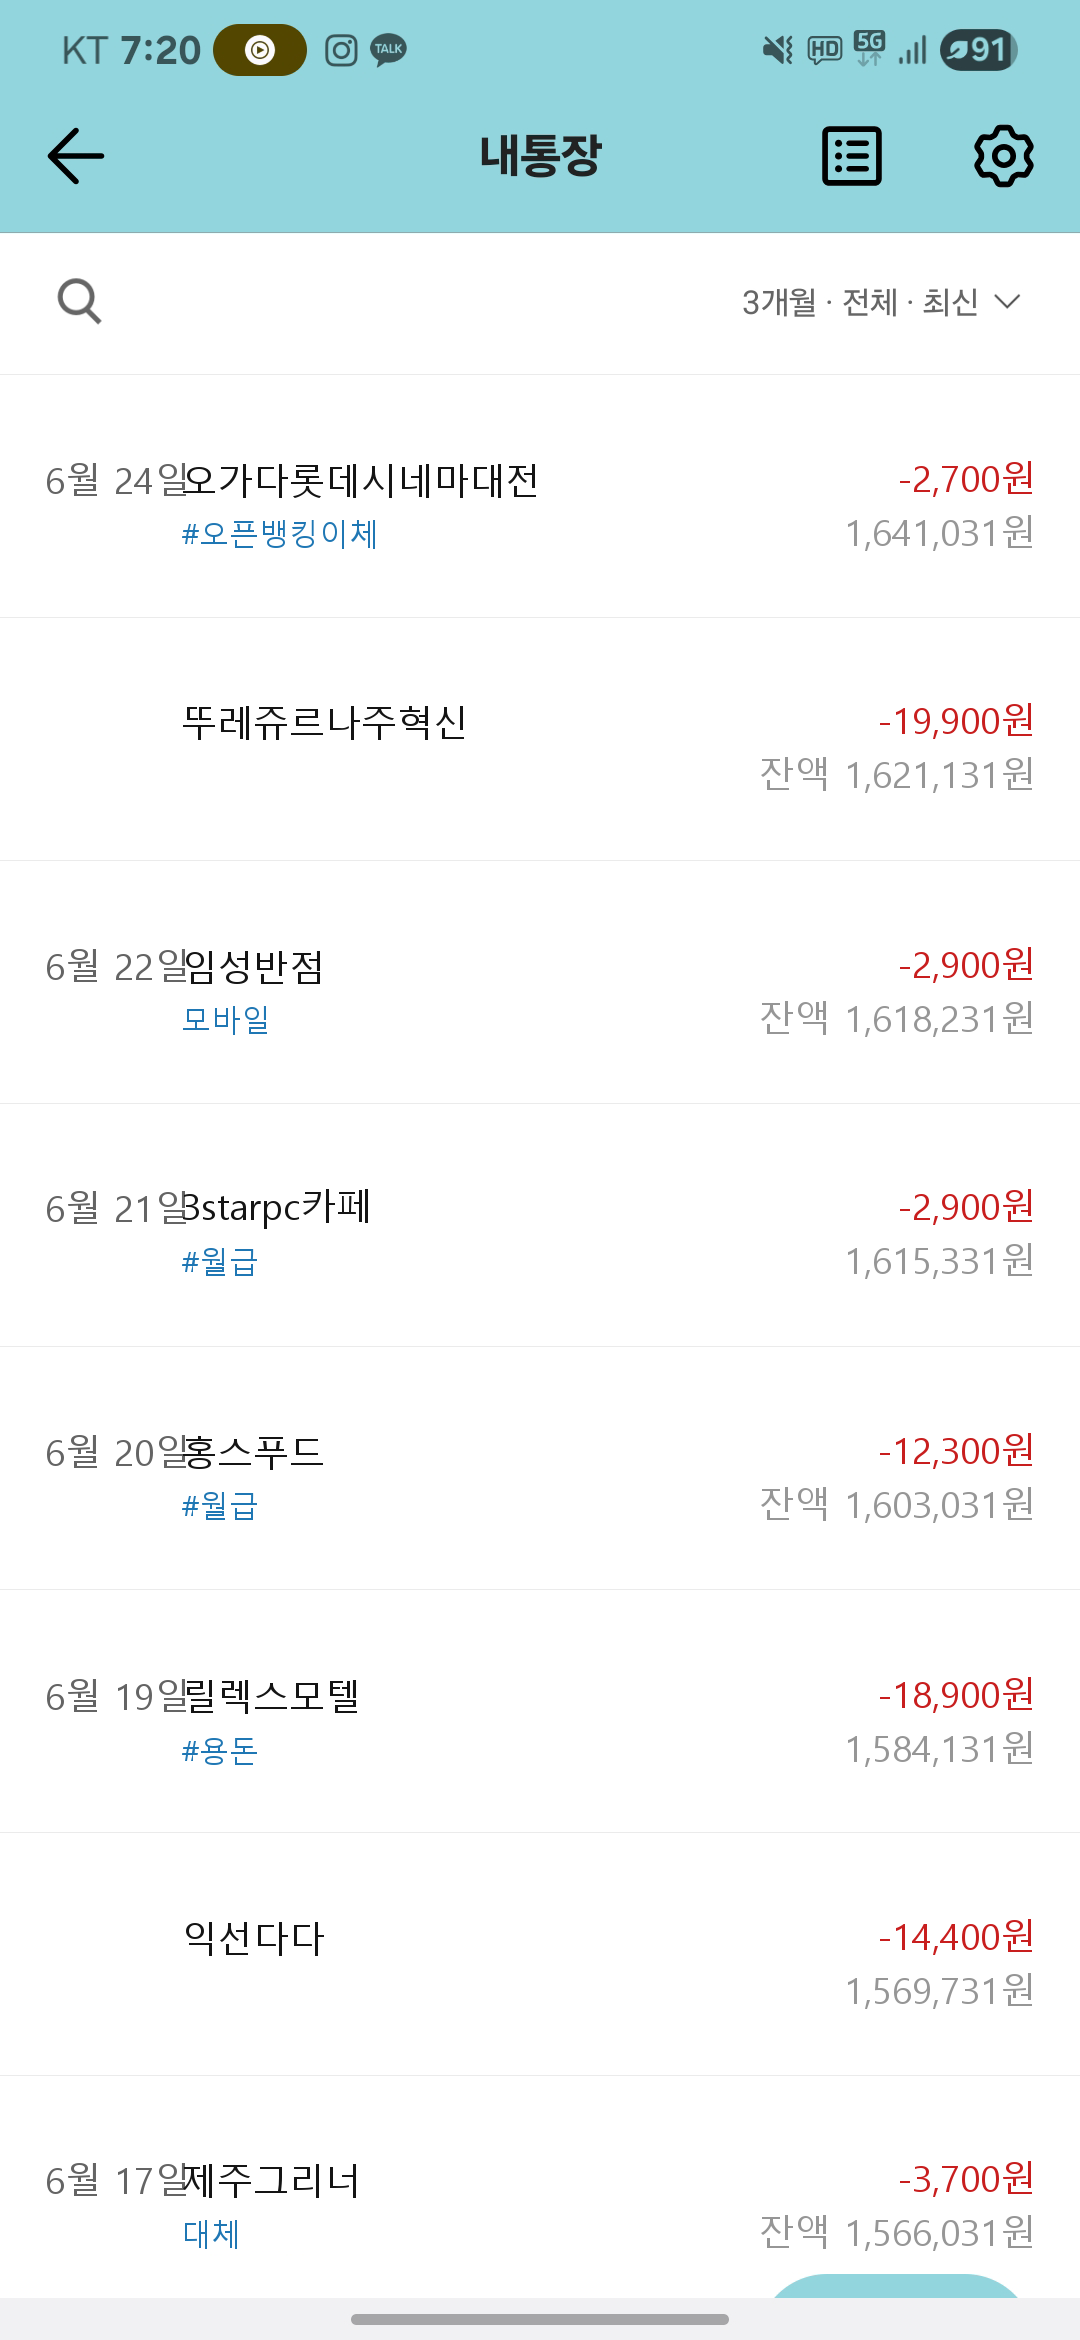 KT 7:20 TALK HD 5G 91
내통장
3개월 · 전체 · 최신
6월 24일 오가다롯데시네마대전 -2,700원
#오픈뱅킹이체 1,641,031원
뚜레쥬르나주혁신 -19,900원
잔액 1,621,131원
6월 22일 임성반점 -2,900원
모바일 잔액 1,618,231원
6월 21일 3starpc카페 -2,900원
#월급 1,615,331원
6월 20일 홍스푸드 -12,300원
#월급 잔액 1,603,031원
6월 19일 릴렉스모텔 -18,900원
#용돈 1,584,131원
익선다다 -14,400원
1,569,731원
6월 17일 제주그리너 -3,700원
대체 잔액 1,566,031원